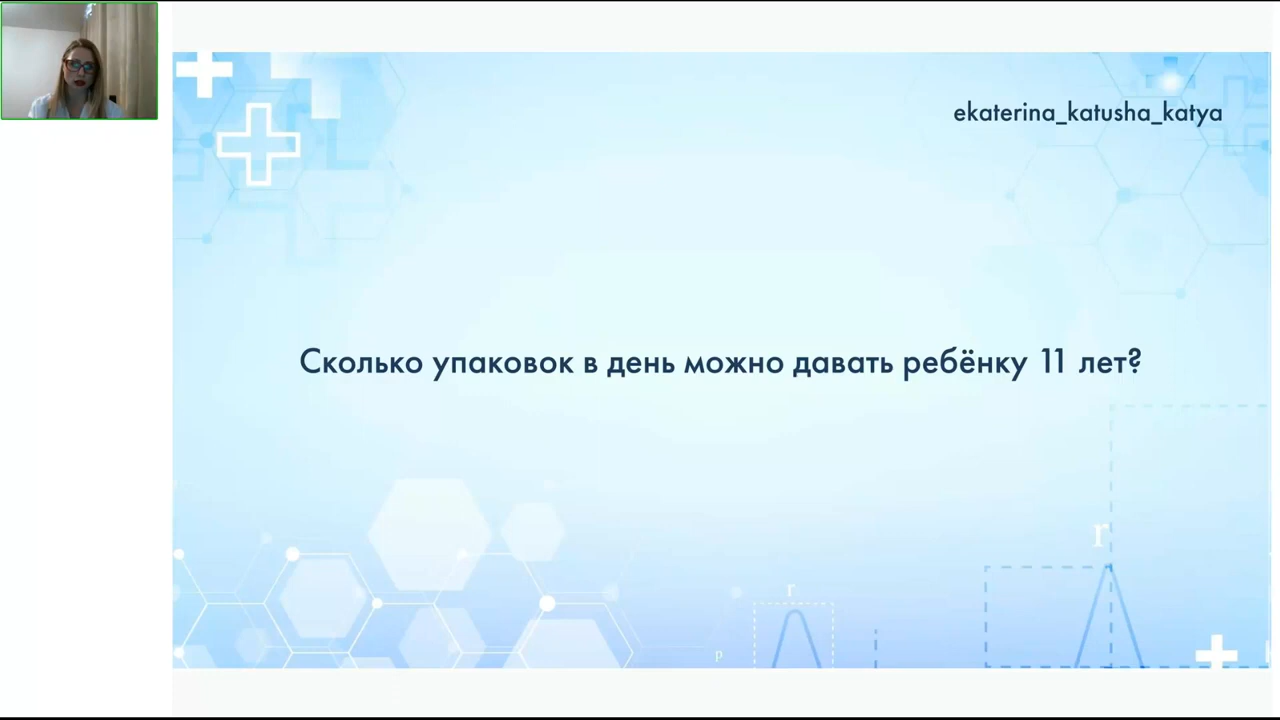 ekaterina_katusha_katya
Сколько упаковок в день можно давать ребёнку 11 лет?
r
r
p